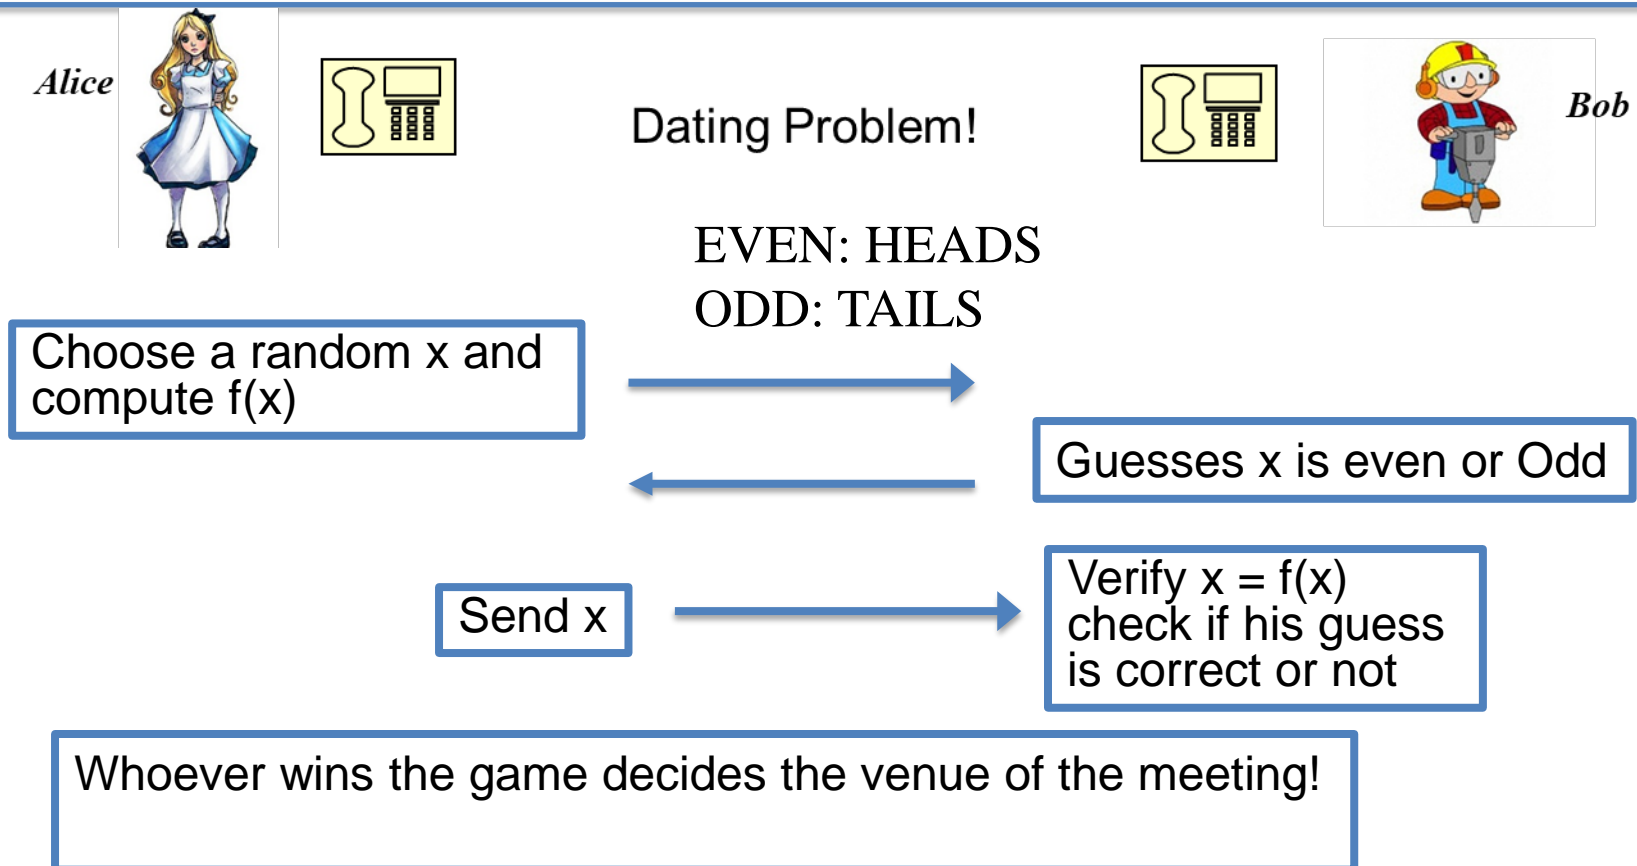 Alice
Dating Problem!
Bob
EVEN: HEADS
ODD: TAILS
Choose a random x and
compute f(x)
Guesses x is even or Odd
Send x
Verify x = f(x)
check if his guess
is correct or not
Whoever wins the game decides the venue of the meeting!